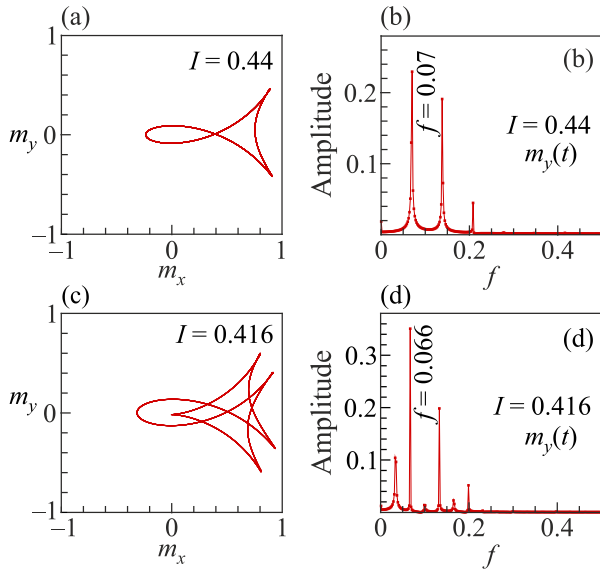 (a)
I = 0.44
1
m_y
0
−1
−1
0
1
m_x
(b)
(b)
f = 0.07
I = 0.44
m_y(t)
Amplitude
0.2
0.1
0
0.2
0.4
f
(c)
I = 0.416
1
m_y
0
−1
−1
0
1
m_x
(d)
(d)
f = 0.066
I = 0.416
m_y(t)
Amplitude
0.3
0.2
0.1
0
0.2
0.4
f